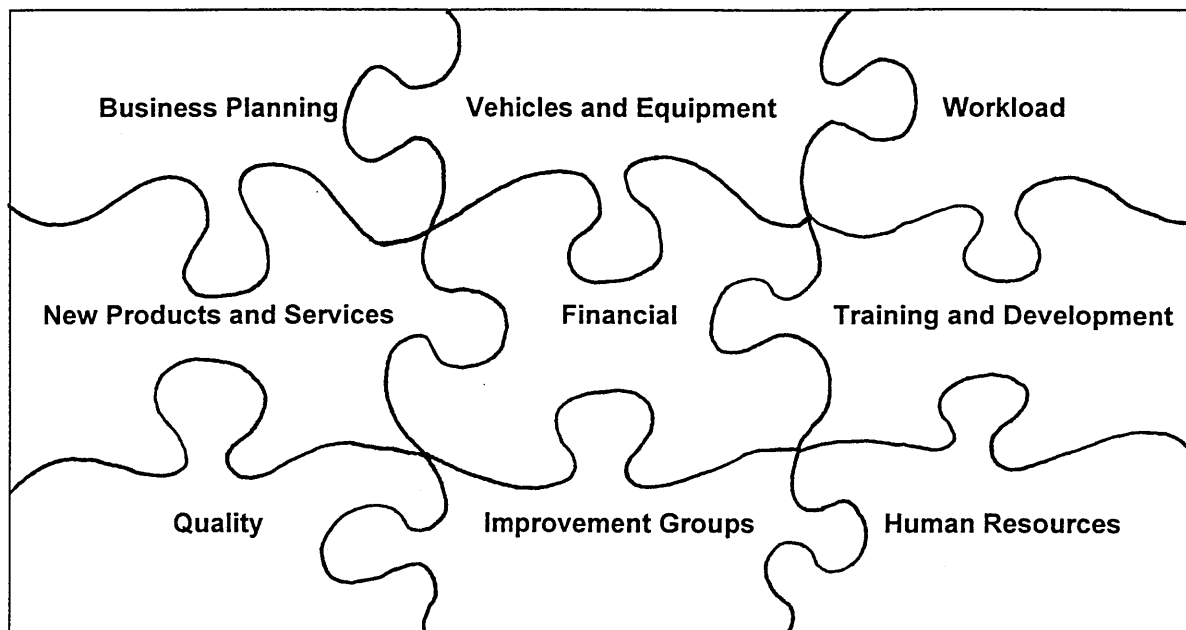 Business Planning
Vehicles and Equipment
Workload
New Products and Services
Financial
Training and Development
Quality
Improvement Groups
Human Resources